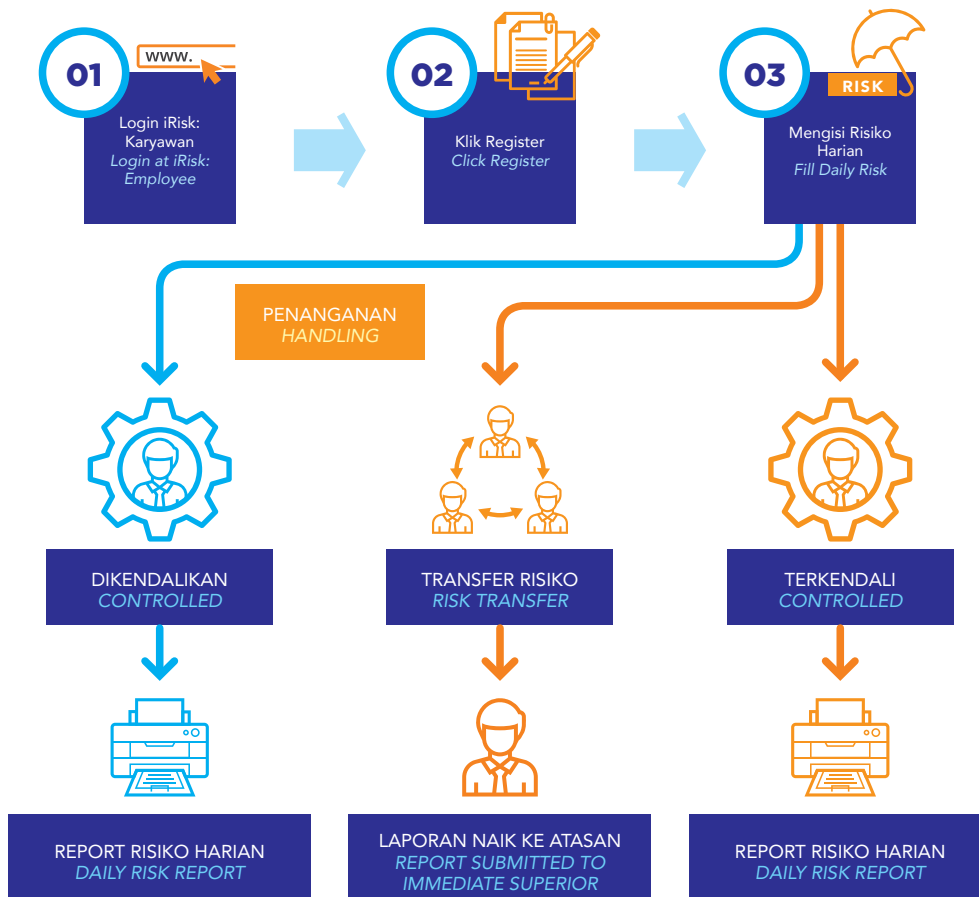 01
www.
Login iRisk:
Karyawan
Login at iRisk:
Employee
02
Klik Register
Click Register
03
RISK
Mengisi Risiko
Harian
Fill Daily Risk
PENANGANAN
HANDLING
DIKENDALIKAN
CONTROLLED
TRANSFER RISIKO
RISK TRANSFER
TERKENDALI
CONTROLLED
REPORT RISIKO HARIAN
DAILY RISK REPORT
LAPORAN NAIK KE ATASAN
REPORT SUBMITTED TO
IMMEDIATE SUPERIOR
REPORT RISIKO HARIAN
DAILY RISK REPORT